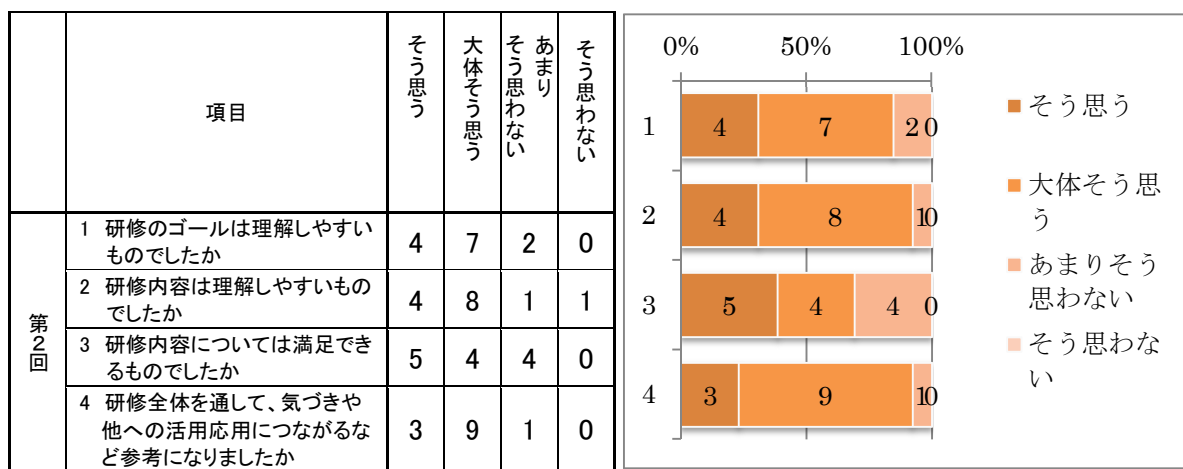 項目
そう思う
大体そう思う
あまり
そう思わない
そう思わない
第2回
1 研修のゴールは理解しやすい
ものでしたか
4 7 2 0
2 研修内容は理解しやすいもの
でしたか
4 8 1 1
3 研修内容については満足でき
るものでしたか
5 4 4 0
4 研修全体を通して、気づきや
他への活用応用につながるな
ど参考になりましたか
3 9 1 0
0% 50% 100%
1 4 7 2 0
2 4 8 1 0
3 5 4 4 0
4 3 9 1 0
そう思う
大体そう思
う
あまりそう
思わない
そう思わな
い